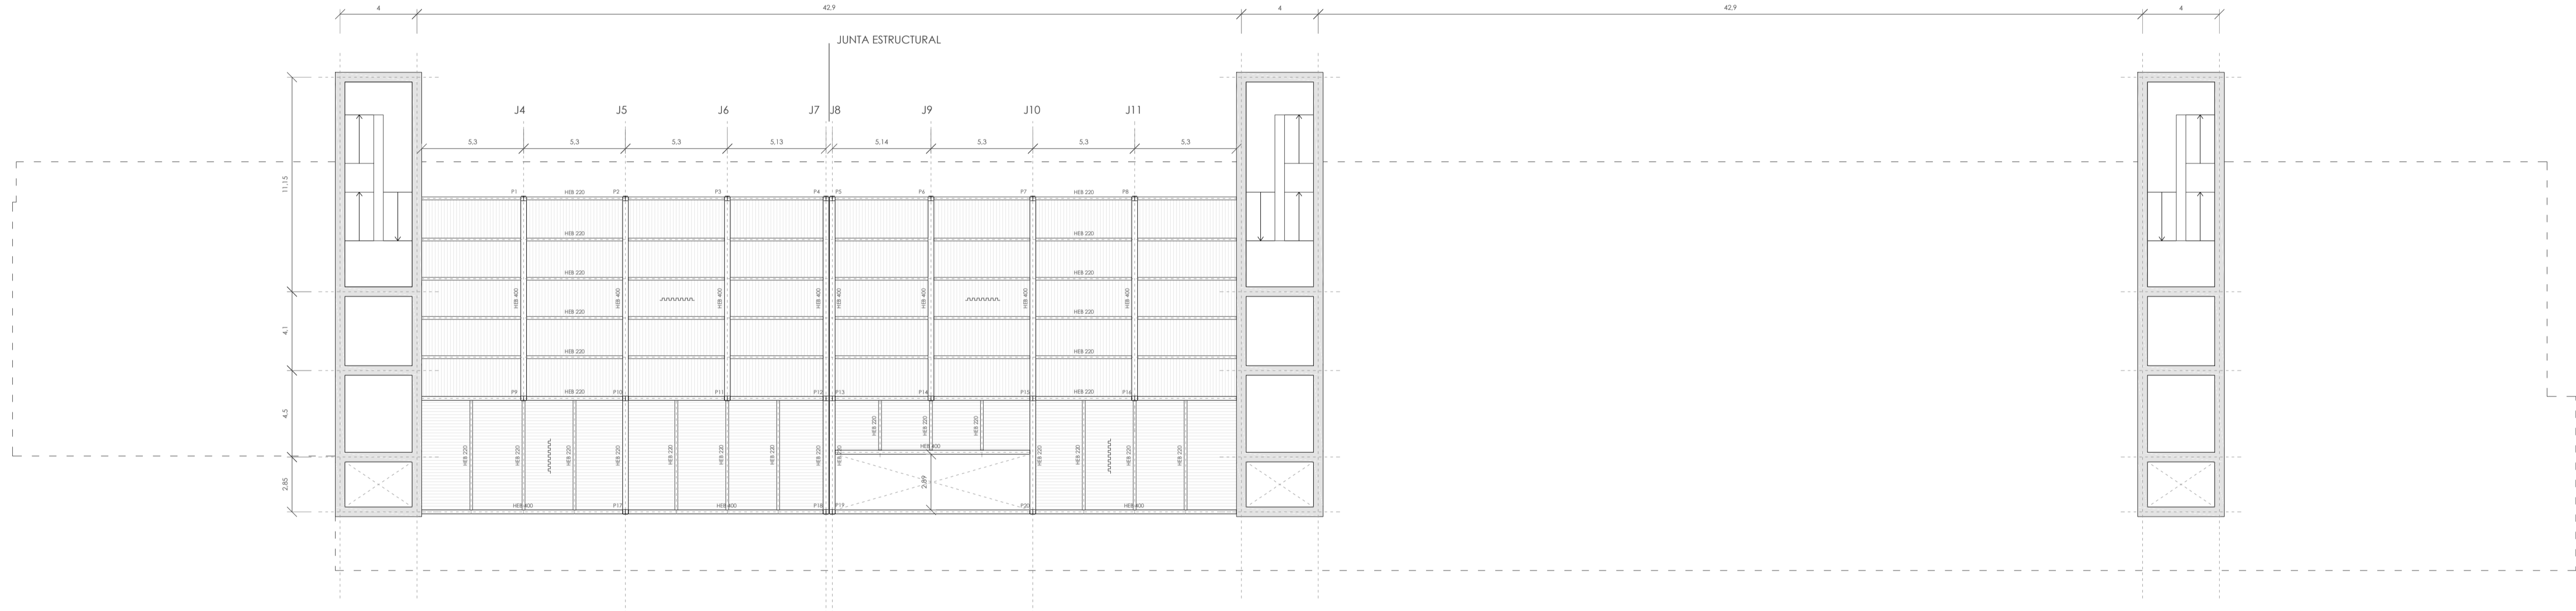 4 42,9 4 42,9 4
JUNTA ESTRUCTURAL
J4 J5 J6 J7 J8 J9 J10 J11
5,3 5,3 5,3 5,13 5,14 5,3 5,3 5,3
11,15
P1 HEB 220 P2 P3 P4 P5 P6 P7 HEB 220 P8
HEB 220 HEB 220
HEB 220 HEB 220
HEB 400 HEB 400 HEB 400 HEB 400 HEB 400 HEB 400 HEB 400
4,1
HEB 220 HEB 220
HEB 220 HEB 220
P9 HEB 220 P10 P11 P12 P13 P14 P15 HEB 220 P16
4,5
HEB 220 HEB 220 HEB 220
HEB 400
HEB 220 HEB 220 HEB 220 HEB 220 HEB 220 HEB 220 HEB 220 HEB 220 HEB 220 HEB 220 HEB 220 HEB 220
2,85
2,89
HEB 400 P17 HEB 400 P18 P19 P20 HEB 400